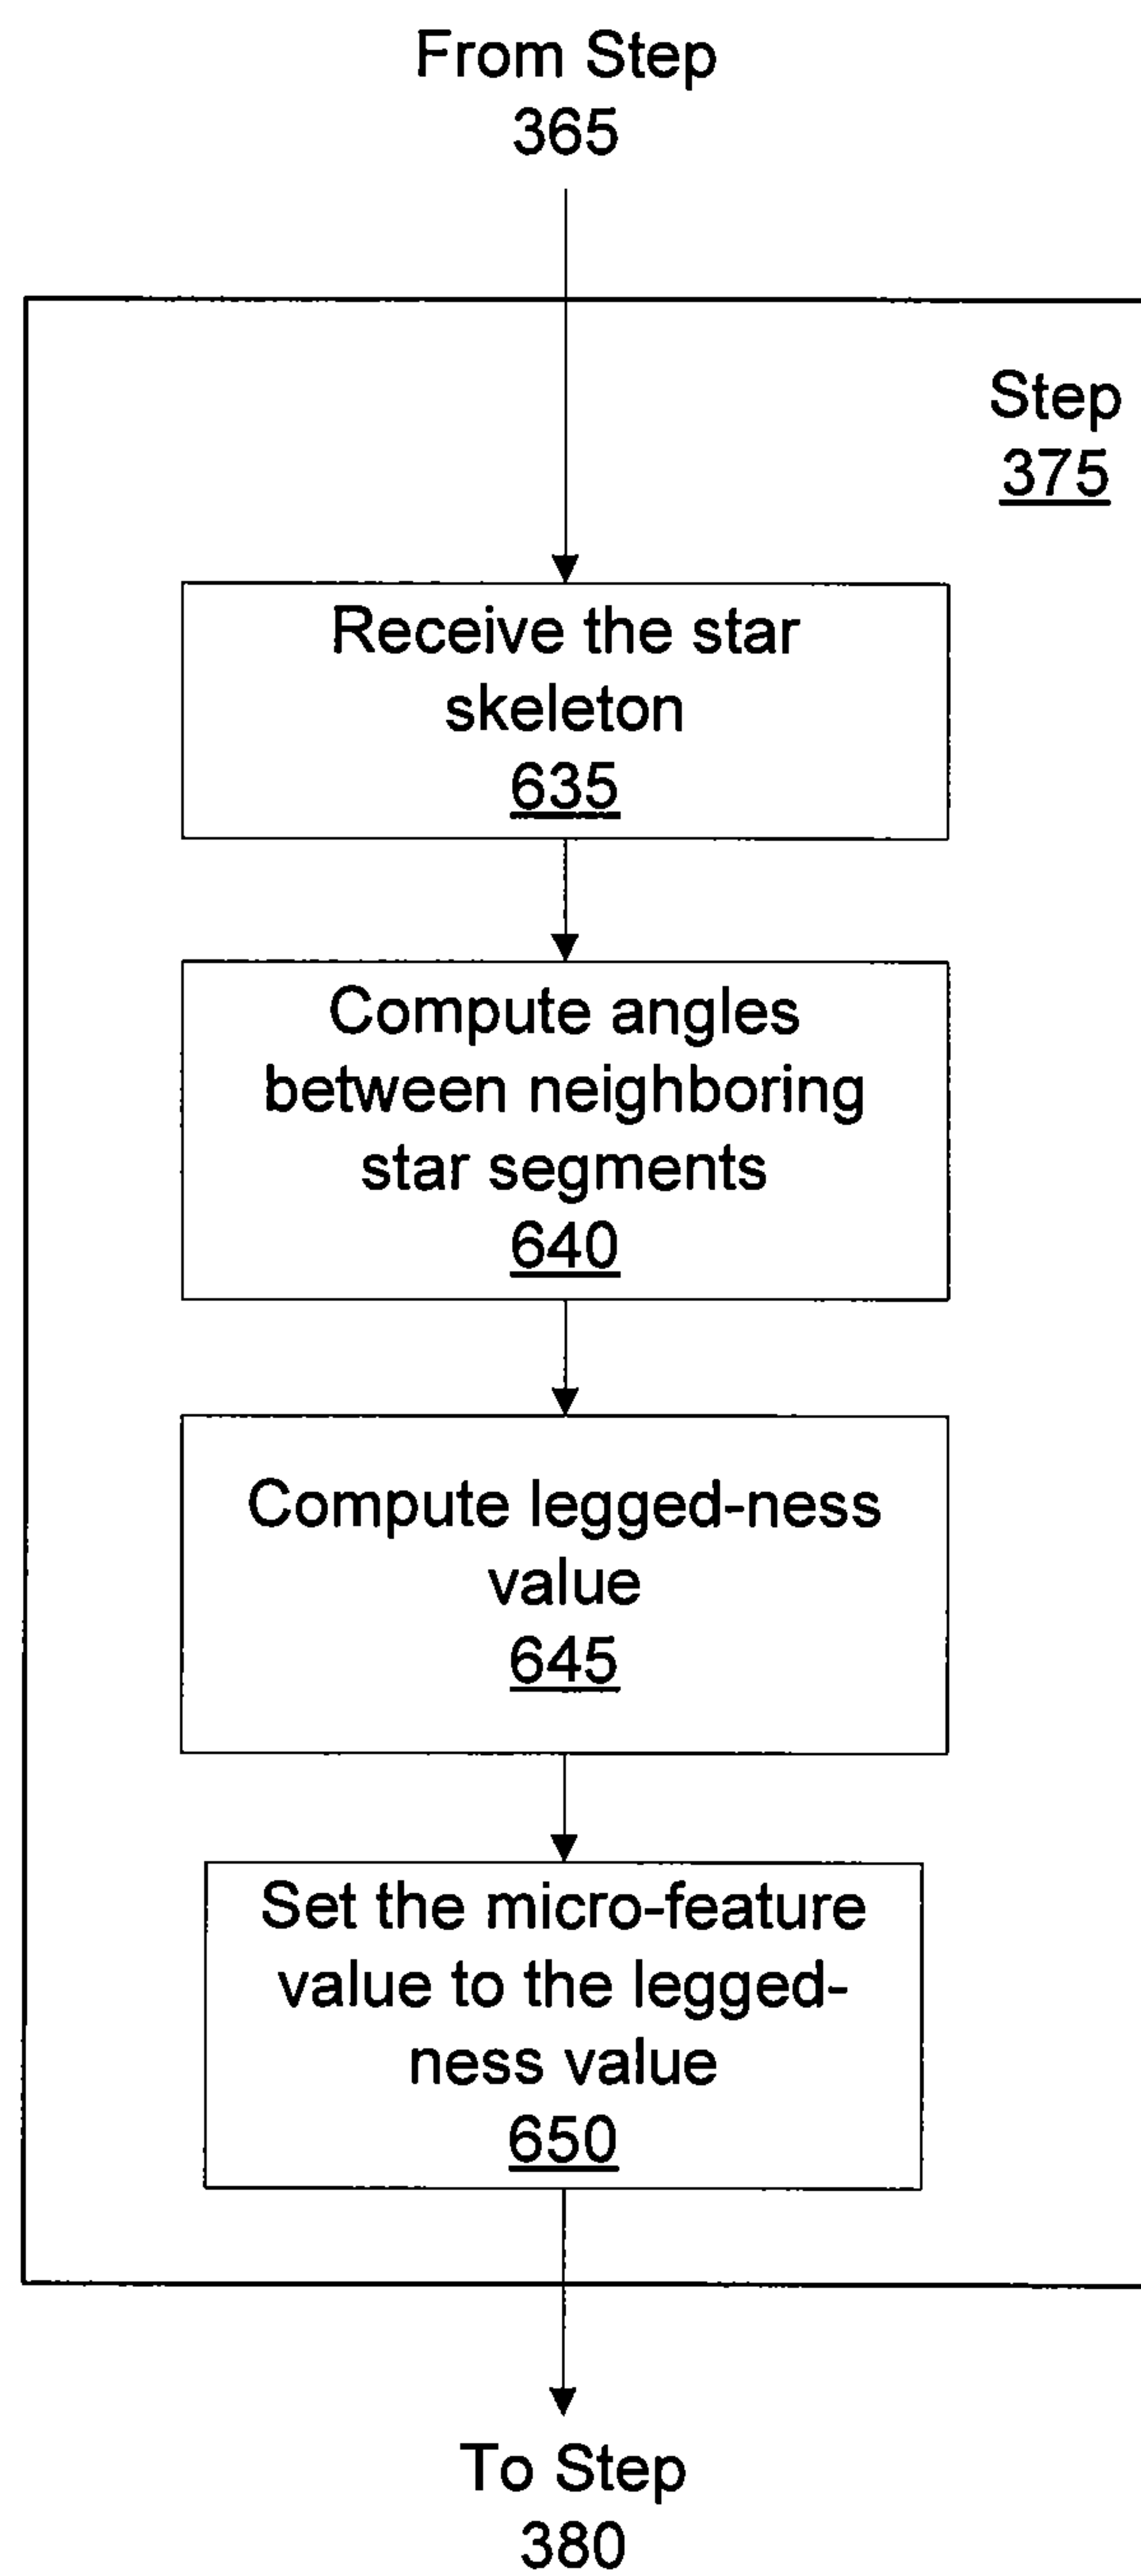 From Step
365
Step
375
Receive the star
skeleton
635
Compute angles
between neighboring
star segments
640
Compute legged-ness
value
645
Set the micro-feature
value to the legged-
ness value
650
To Step
380